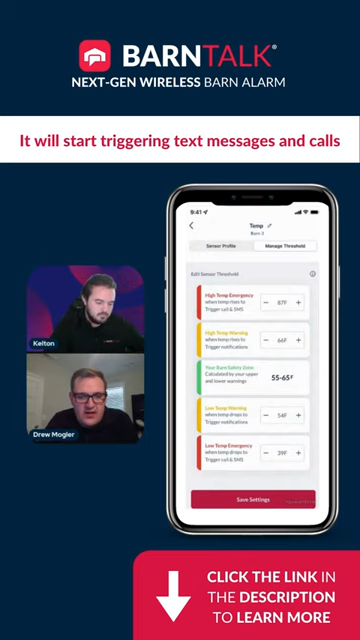 BARNTALK®
NEXT-GEN WIRELESS BARN ALARM
It will start triggering text messages and calls
9:41
Temp
Barn 3
Sensor Profile
Manage Threshold
Edit Sensor Threshold
High Temp Emergency
when temp rises to
Trigger call & SMS
− 87F +
High Temp Warning
when temp rises to
Trigger notifications
− 66F +
Your Barn Safety Zone
Calculated by your upper
and lower warnings
55-65F
Low Temp Warning
when temp drops to
Trigger notifications
− 54F +
Low Temp Emergency
when temp drops to
Trigger call & SMS
− 39F +
Save Settings
Kelton
Drew Mogler
CLICK THE LINK IN
THE DESCRIPTION
TO LEARN MORE